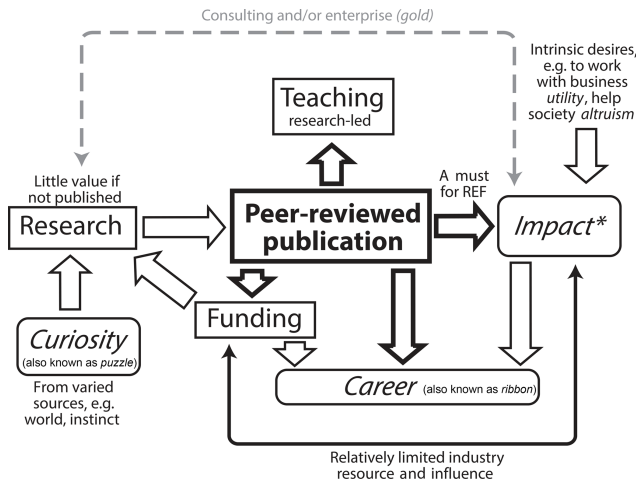 Consulting and/or enterprise (gold)
Intrinsic desires,
e.g. to work
with business
utility, help
society altruism
Teaching
research-led
Little value if
not published
Research
Peer-reviewed
publication
A must
for REF
Impact*
Funding
Curiosity
(also known as puzzle)
From varied
sources, e.g.
world, instinct
Career (also known as ribbon)
Relatively limited industry
resource and influence